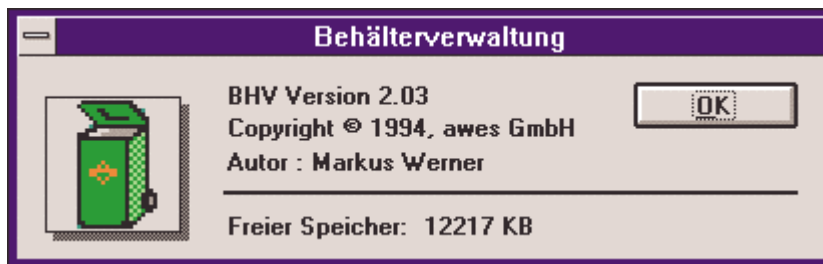 Behälterverwaltung
BHV Version 2.03
OK
Copyright © 1994, awes GmbH
Autor : Markus Werner
Freier Speicher: 12217 KB